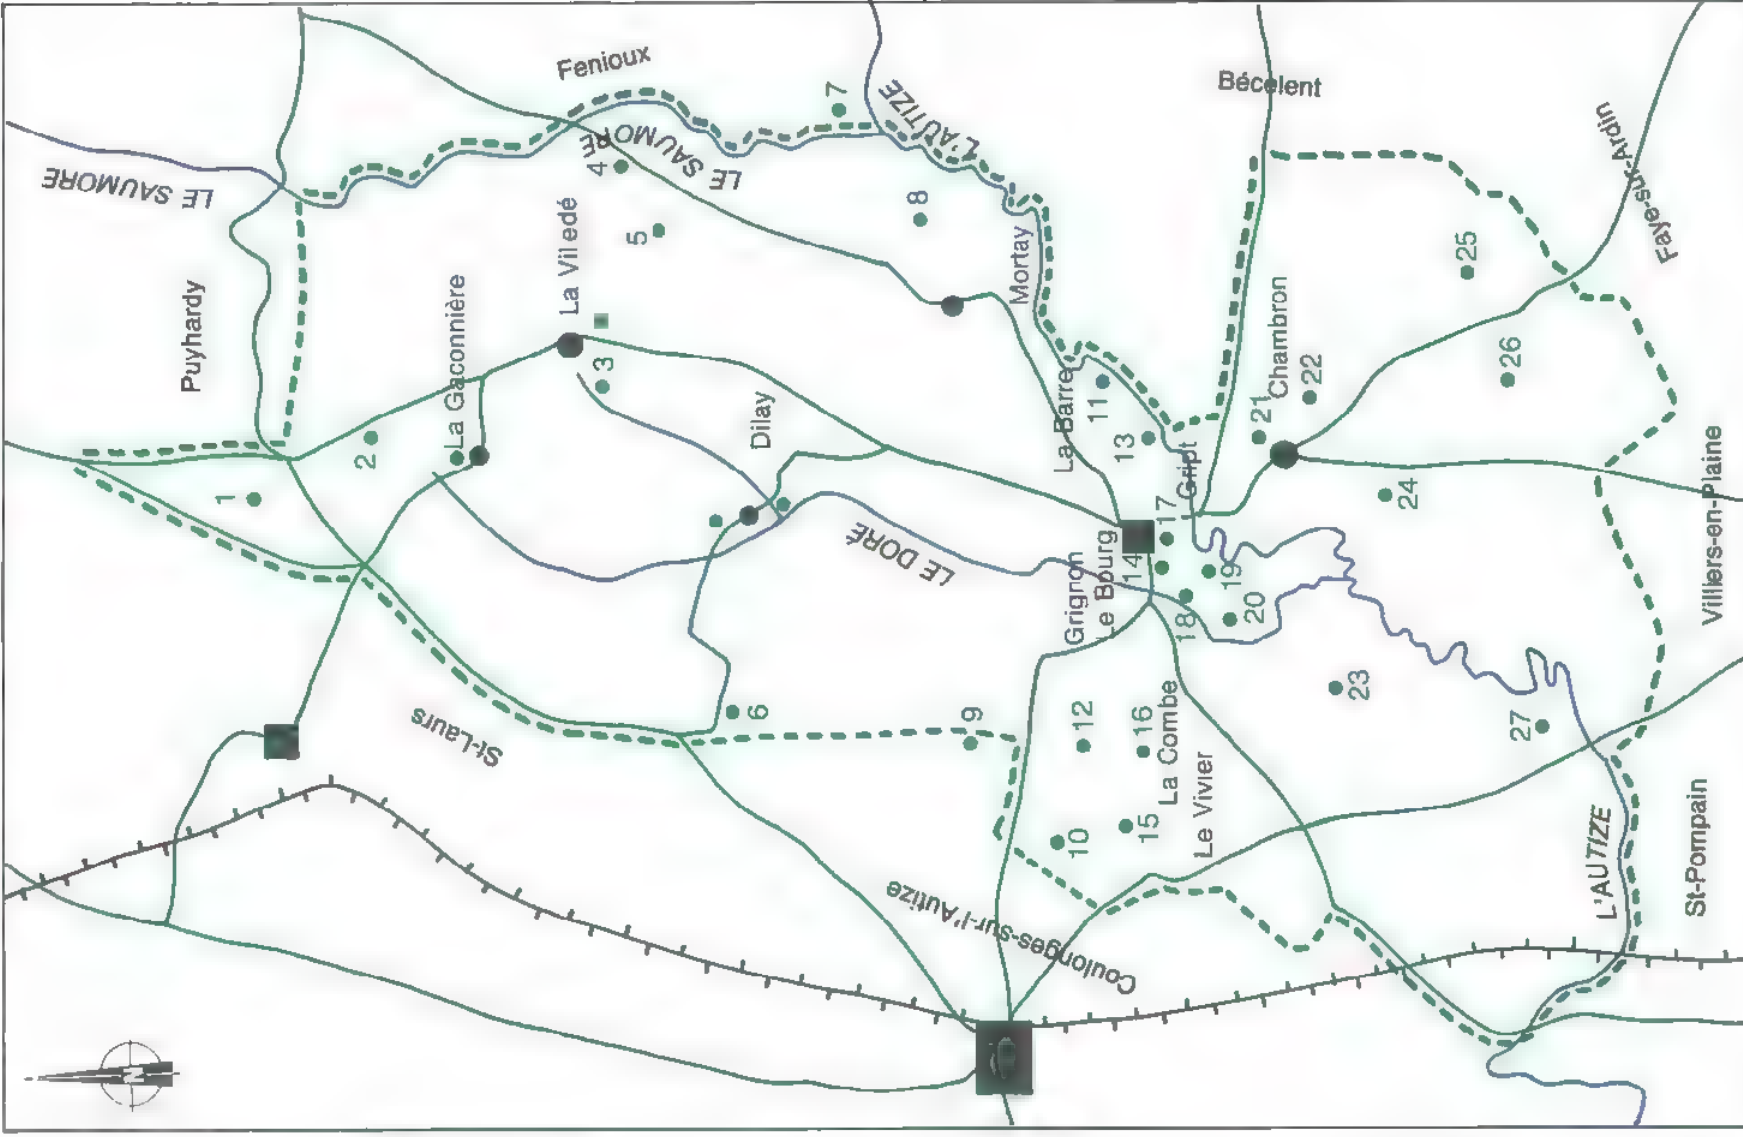 LE SAUMORE
Puyhardy
1
2
La Gaconnière
La Vil edé
3
Fenioux
4
LE SAUMORE
5
7
8
L'AUTIZE
Mortay
Dilay
LE DORÉ
St-Laurs
6
9
Coulonges-sur-l'Autize
10
12
15
16
La Combe
Le Vivier
Grignon
Le Bourg
14
17
18
19
20
Gript
La Barre
11
13
Bécelent
Chambron
21
22
24
25
26
Faye-sur-Ardin
Villiers-en-Plaine
23
27
L'AUTIZE
St-Pompain
N